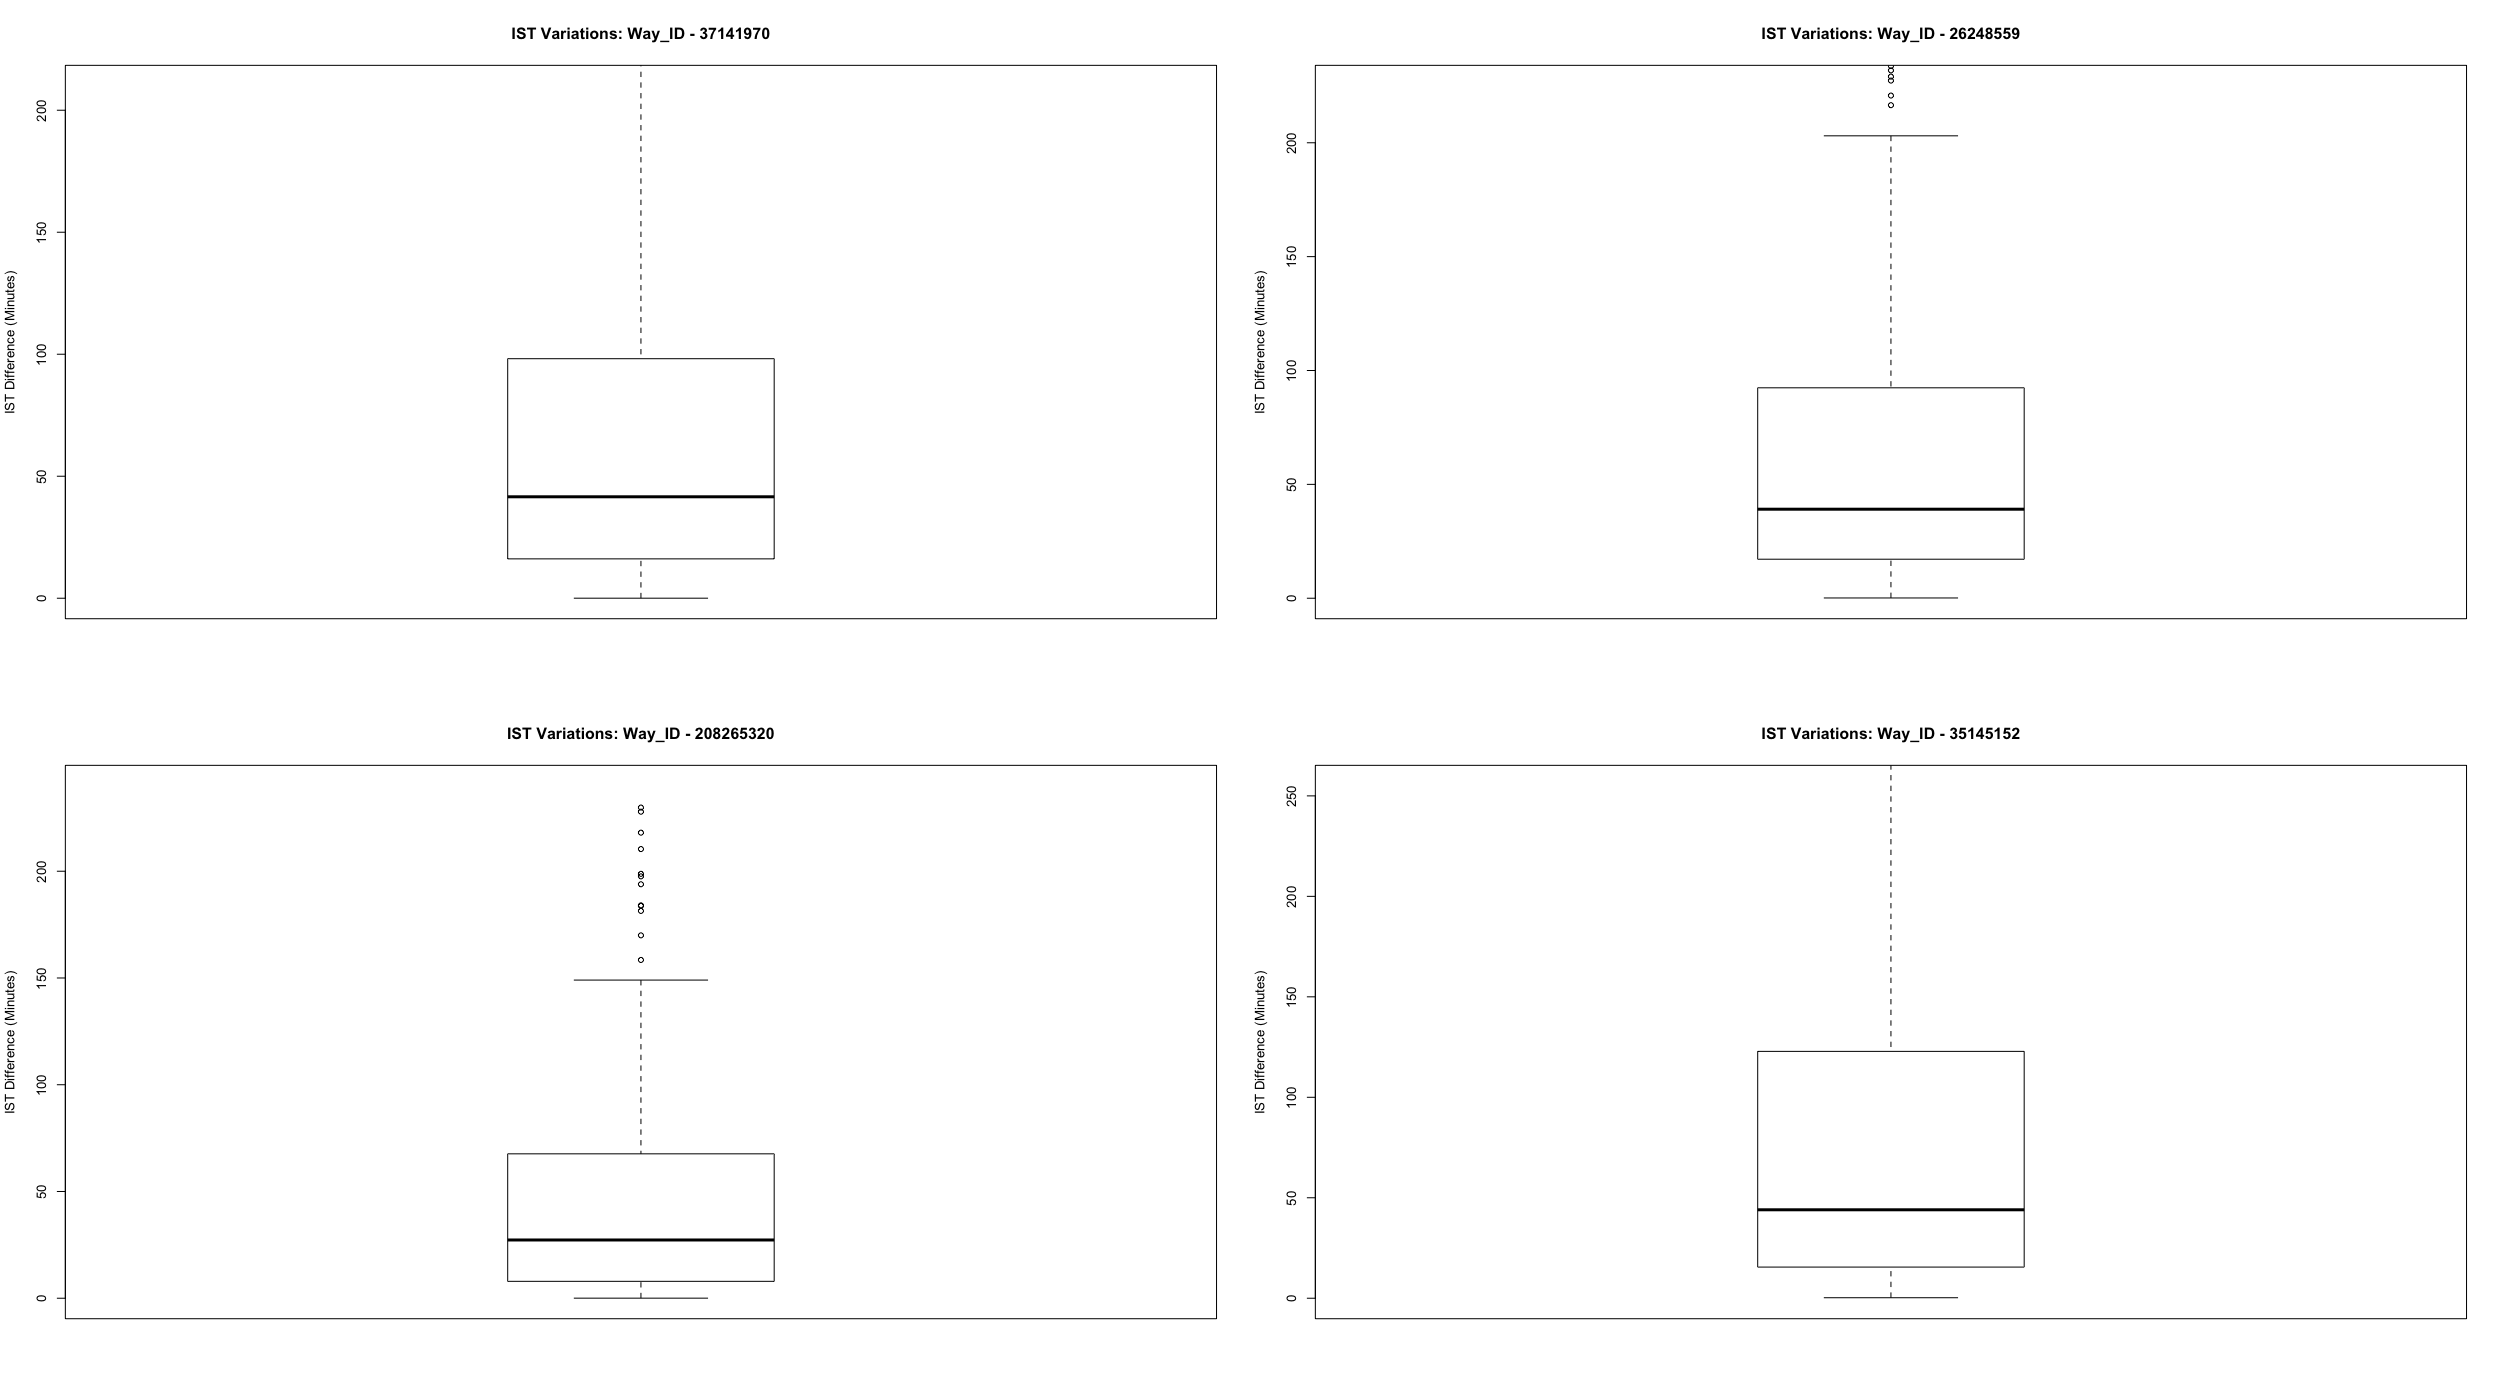 IST Variations: Way_ID - 37141970
IST Difference (Minutes)
200
150
100
50
0
IST Variations: Way_ID - 26248559
IST Difference (Minutes)
200
150
100
50
0
IST Variations: Way_ID - 208265320
IST Difference (Minutes)
200
150
100
50
0
IST Variations: Way_ID - 35145152
IST Difference (Minutes)
250
200
150
100
50
0